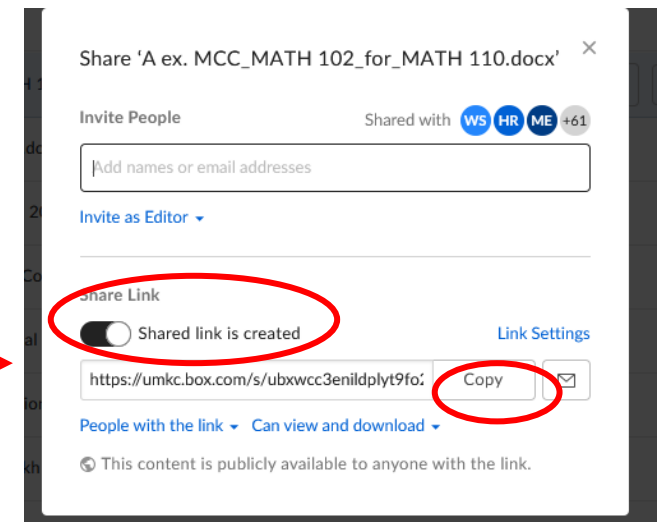 Share ‘A ex. MCC_MATH 102_for_MATH 110.docx’
Invite People Shared with WS HR ME +61
Add names or email addresses
Invite as Editor
Share Link
Shared link is created Link Settings
https://umkc.box.com/s/ubxwcc3enildplyt9fo Copy
People with the link Can view and download
This content is publicly available to anyone with the link.